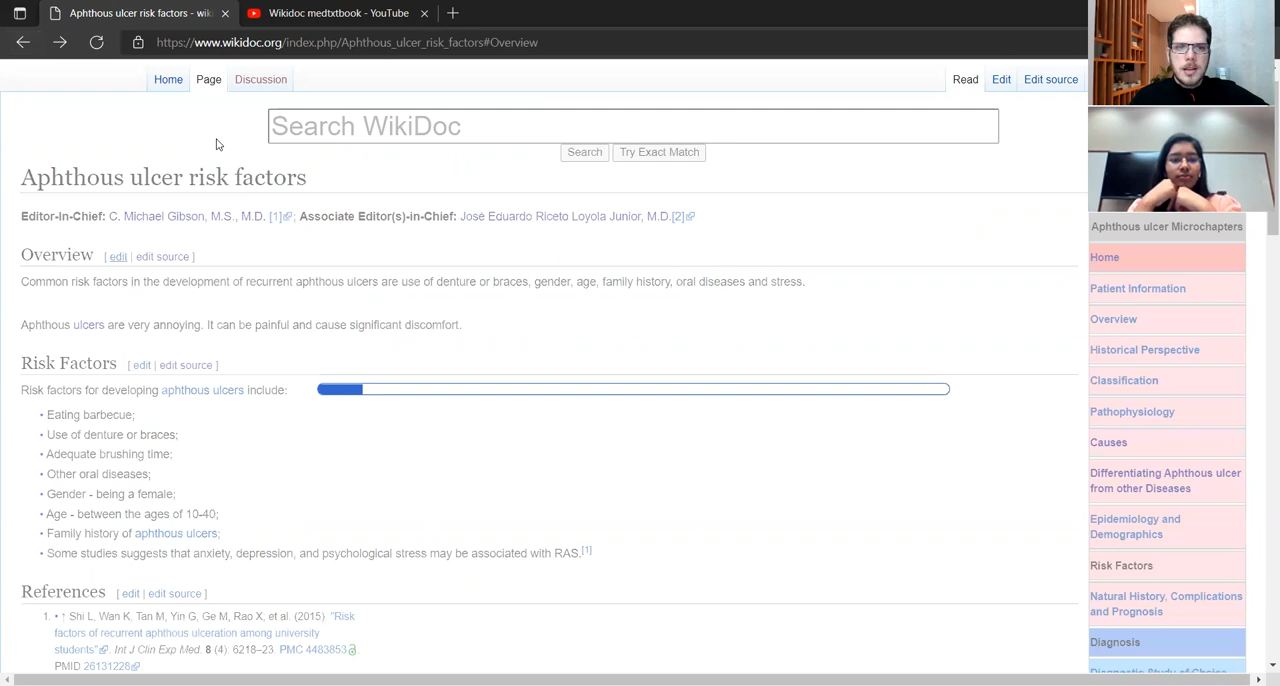 Aphthous ulcer risk factors - wiki
Wikidoc medtxtbook - YouTube
https://www.wikidoc.org/index.php/Aphthous_ulcer_risk_factors#Overview
Home Page Discussion Read Edit Edit source
Search WikiDoc
Search Try Exact Match
Aphthous ulcer risk factors
Editor-In-Chief: C. Michael Gibson, M.S., M.D. [1]; Associate Editor(s)-in-Chief: José Eduardo Riceto Loyola Junior, M.D.[2]
Overview [ edit | edit source ]
Common risk factors in the development of recurrent aphthous ulcers are use of denture or braces, gender, age, family history, oral diseases and stress.
Aphthous ulcers are very annoying. It can be painful and cause significant discomfort.
Risk Factors [ edit | edit source ]
Risk factors for developing aphthous ulcers include:
• Eating barbecue;
• Use of denture or braces;
• Adequate brushing time;
• Other oral diseases;
• Gender - being a female;
• Age - between the ages of 10-40;
• Family history of aphthous ulcers;
• Some studies suggests that anxiety, depression, and psychological stress may be associated with RAS.[1]
References [ edit | edit source ]
1. • ↑ Shi L, Wan K, Tan M, Yin G, Ge M, Rao X, et al. (2015) "Risk
factors of recurrent aphthous ulceration among university
students". Int J Clin Exp Med. 8 (4): 6218–23. PMC 4483853.
PMID 26131228.
Aphthous ulcer Microchapters
Home
Patient Information
Overview
Historical Perspective
Classification
Pathophysiology
Causes
Differentiating Aphthous ulcer
from other Diseases
Epidemiology and
Demographics
Risk Factors
Natural History, Complications
and Prognosis
Diagnosis
Diagnostic Study of Choice